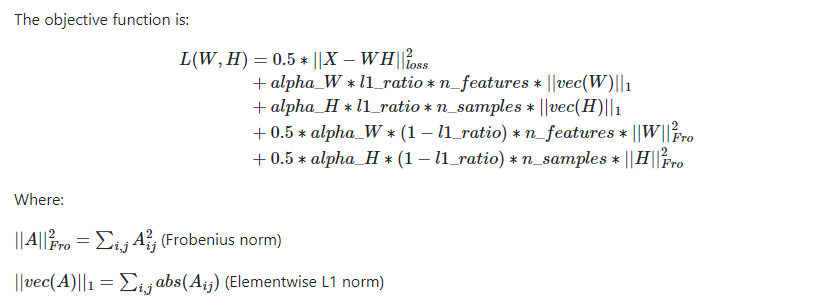 The objective function is:
L(W, H) = 0.5 * ||X − WH||²_loss
+ alpha_W * l1_ratio * n_features * ||vec(W)||₁
+ alpha_H * l1_ratio * n_samples * ||vec(H)||₁
+ 0.5 * alpha_W * (1 − l1_ratio) * n_features * ||W||²_Fro
+ 0.5 * alpha_H * (1 − l1_ratio) * n_samples * ||H||²_Fro
Where:
||A||²_Fro = ∑_i,j A²_ij (Frobenius norm)
||vec(A)||₁ = ∑_i,j abs(A_ij) (Elementwise L1 norm)